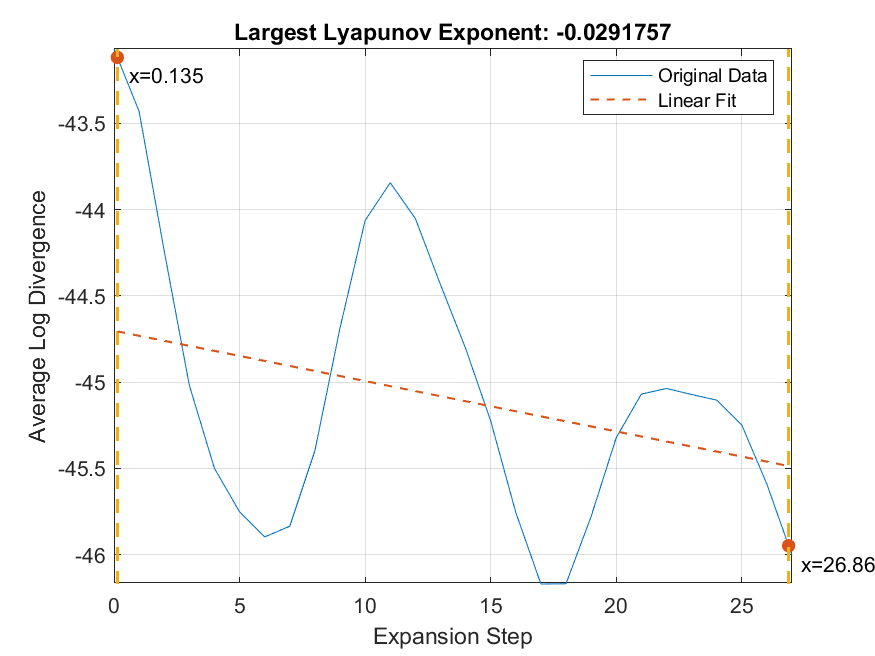 Largest Lyapunov Exponent: -0.0291757
x=0.135
Original Data
Linear Fit
-43.5
-44
-44.5
-45
-45.5
-46
Average Log Divergence
x=26.86
0
5
10
15
20
25
Expansion Step